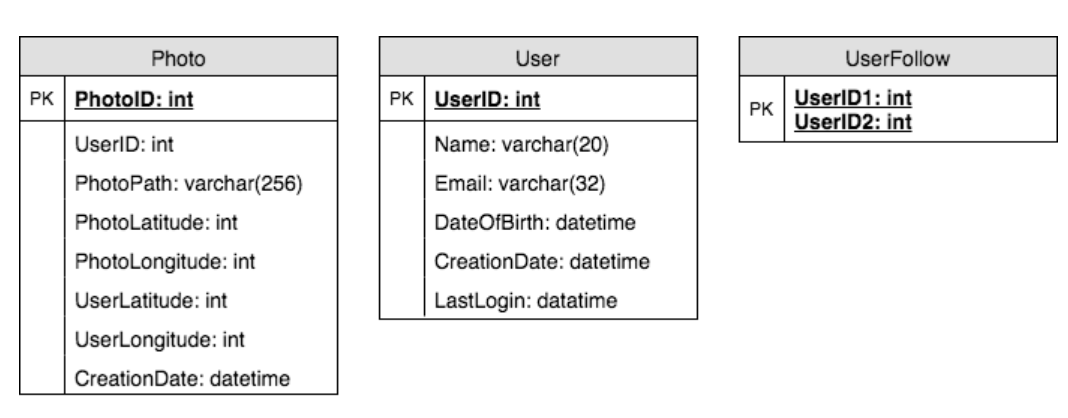 Photo
PK PhotoID: int
UserID: int
PhotoPath: varchar(256)
PhotoLatitude: int
PhotoLongitude: int
UserLatitude: int
UserLongitude: int
CreationDate: datetime
User
PK UserID: int
Name: varchar(20)
Email: varchar(32)
DateOfBirth: datetime
CreationDate: datetime
LastLogin: datatime
UserFollow
PK UserID1: int
UserID2: int